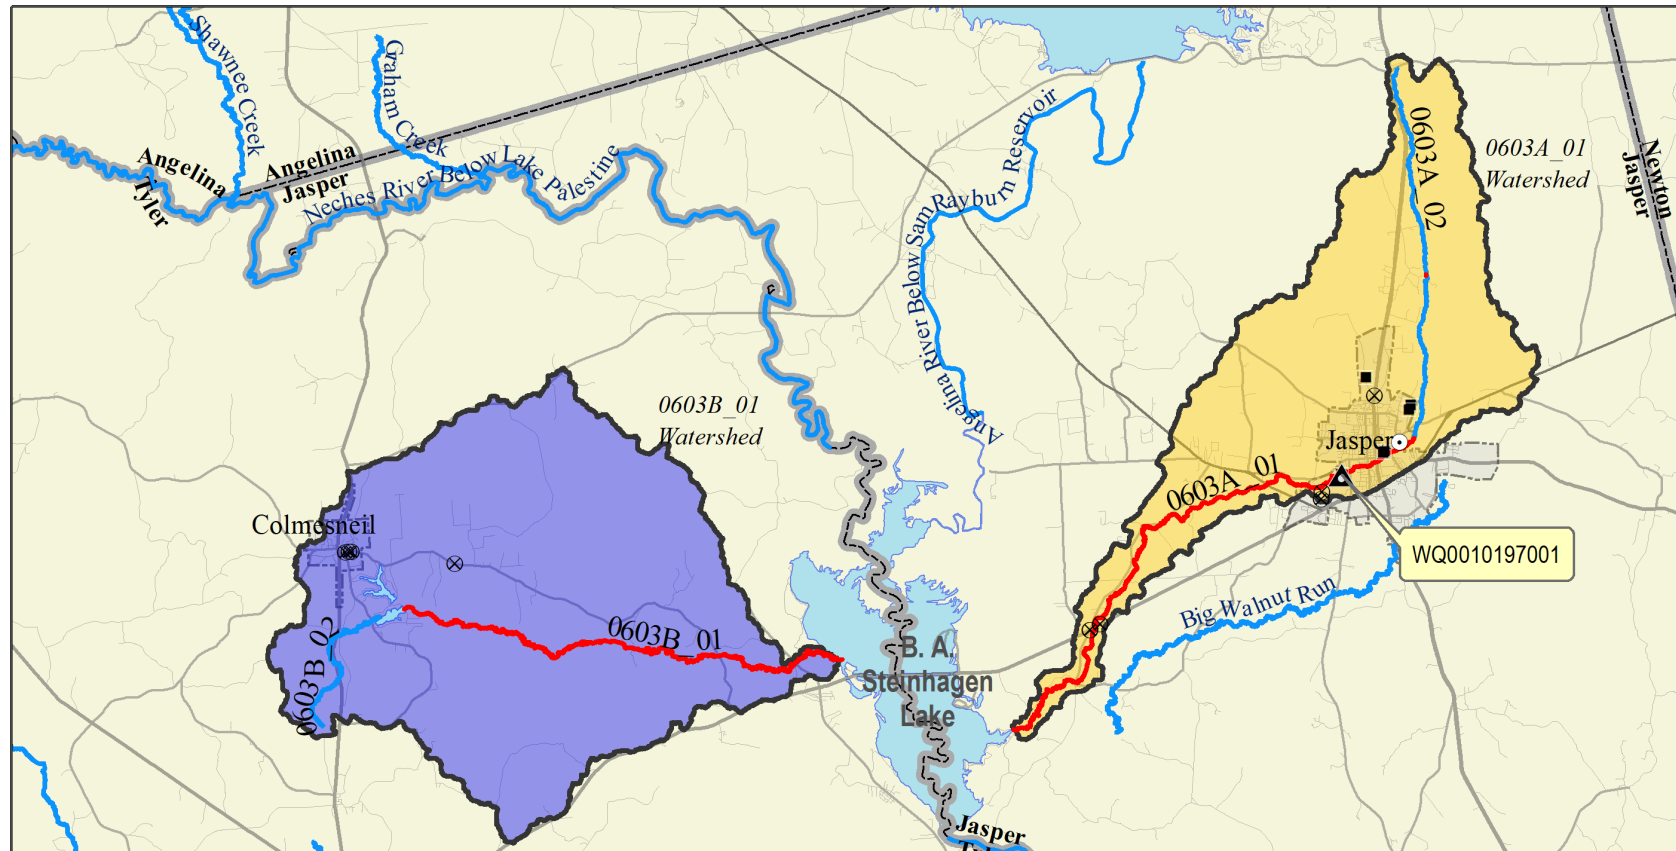 Shawnee Creek
Graham Creek
Angelina
Tyler
Angelina
Jasper
Neches River Below Lake Palestine
Angelina River Below Sam Rayburn Reservoir
0603A_02
0603A_01
Watershed
Newton
Jasper
0603B_01
Watershed
Jasper
0603A_01
WQ0010197001
Big Walnut Run
Colmesneil
0603B_02
0603B_01
B. A.
Steinhagen
Lake
Jasper